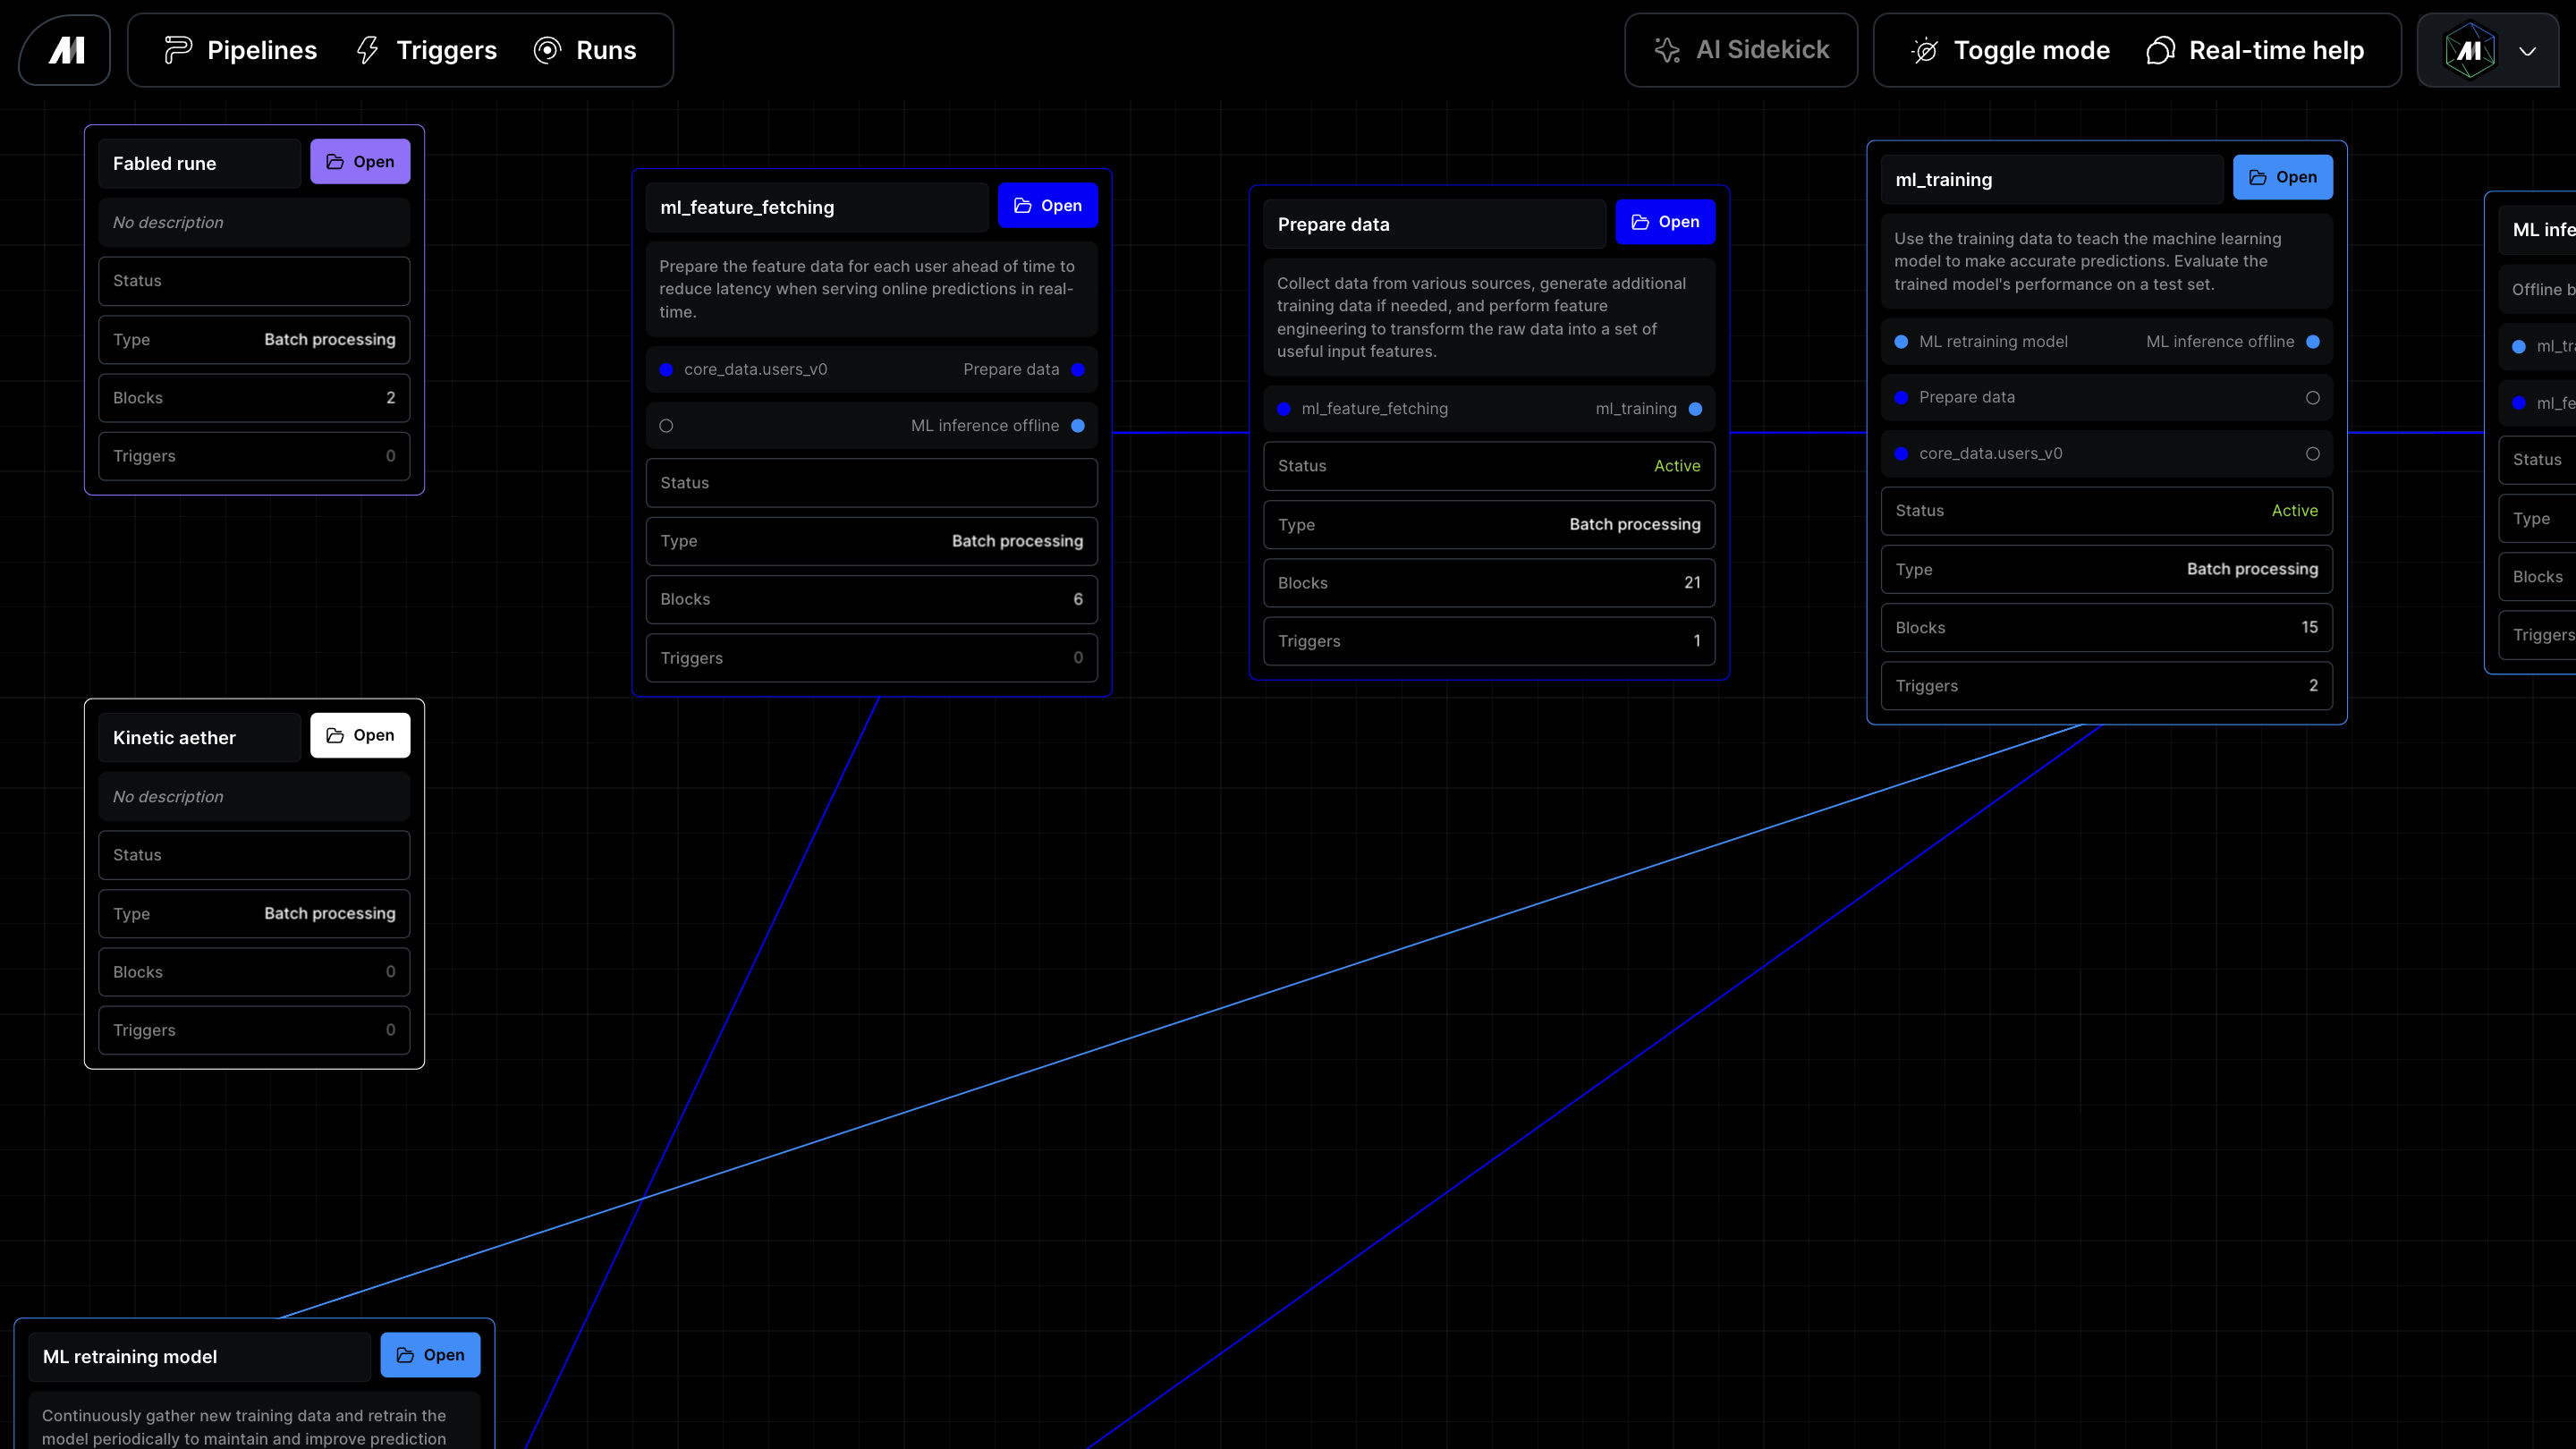 Pipelines
Triggers
Runs
AI Sidekick
Toggle mode
Real-time help
Fabled rune
Open
No description
Status
Type Batch processing
Blocks 2
Triggers 0
Kinetic aether
Open
No description
Status
Type Batch processing
Blocks 0
Triggers 0
ML retraining model
Open
Continuously gather new training data and retrain the
model periodically to maintain and improve prediction
ml_feature_fetching
Open
Prepare the feature data for each user ahead of time to
reduce latency when serving online predictions in real-
time.
core_data.users_v0 Prepare data
ML inference offline
Status
Type Batch processing
Blocks 6
Triggers 0
Prepare data
Open
Collect data from various sources, generate additional
training data if needed, and perform feature
engineering to transform the raw data into a set of
useful input features.
ml_feature_fetching ml_training
Status Active
Type Batch processing
Blocks 21
Triggers 1
ml_training
Open
Use the training data to teach the machine learning
model to make accurate predictions. Evaluate the
trained model's performance on a test set.
ML retraining model ML inference offline
Prepare data
core_data.users_v0
Status Active
Type Batch processing
Blocks 15
Triggers 2
ML infe
Offline b
ml_tr
ml_fe
Status
Type
Blocks
Triggers